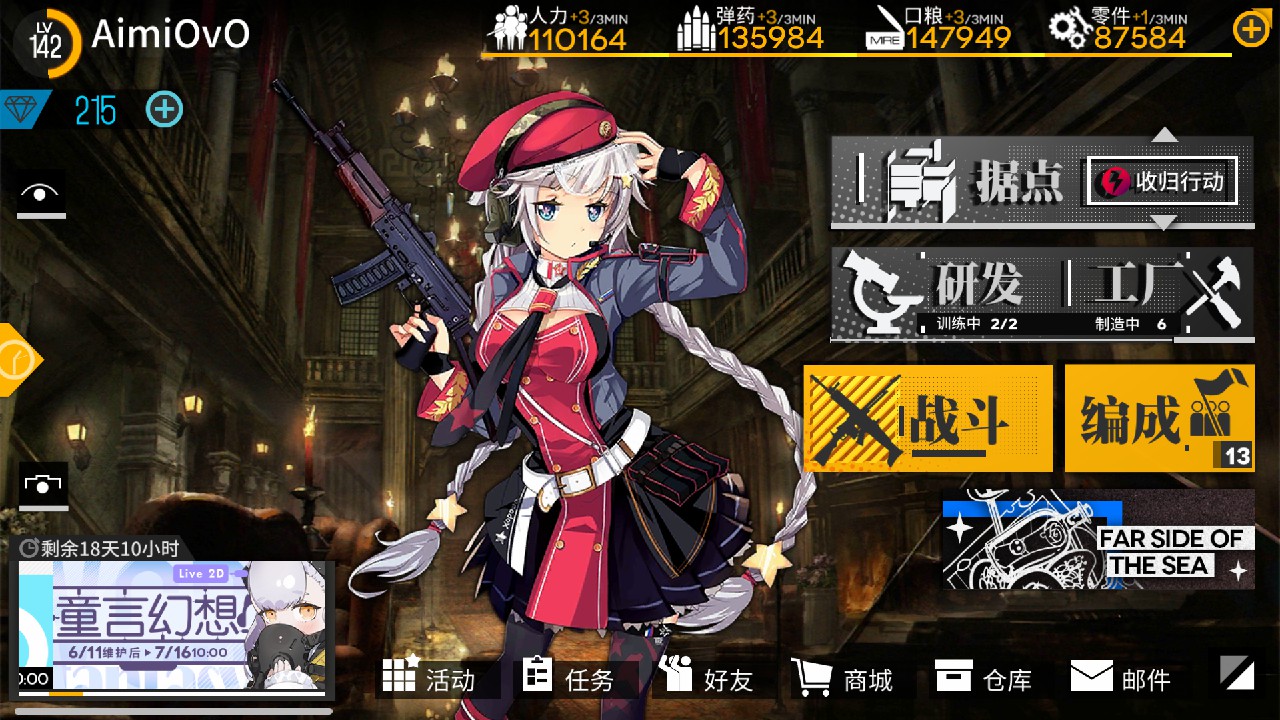 LV
142
AimiOvO
人力+3/3MIN
110164
弹药+3/3MIN
135984
口粮+3/3MIN
MRE
147949
零件+1/3MIN
87584
215
据点
收归行动
研发
训练中 2/2
工厂
制造中 6
战斗
编成
13
FAR SIDE OF
THE SEA
剩余18天10小时
Live 2D
童言幻想!
6/11维护后▶7/16 10:00
0:00
活动
任务
好友
商城
仓库
邮件